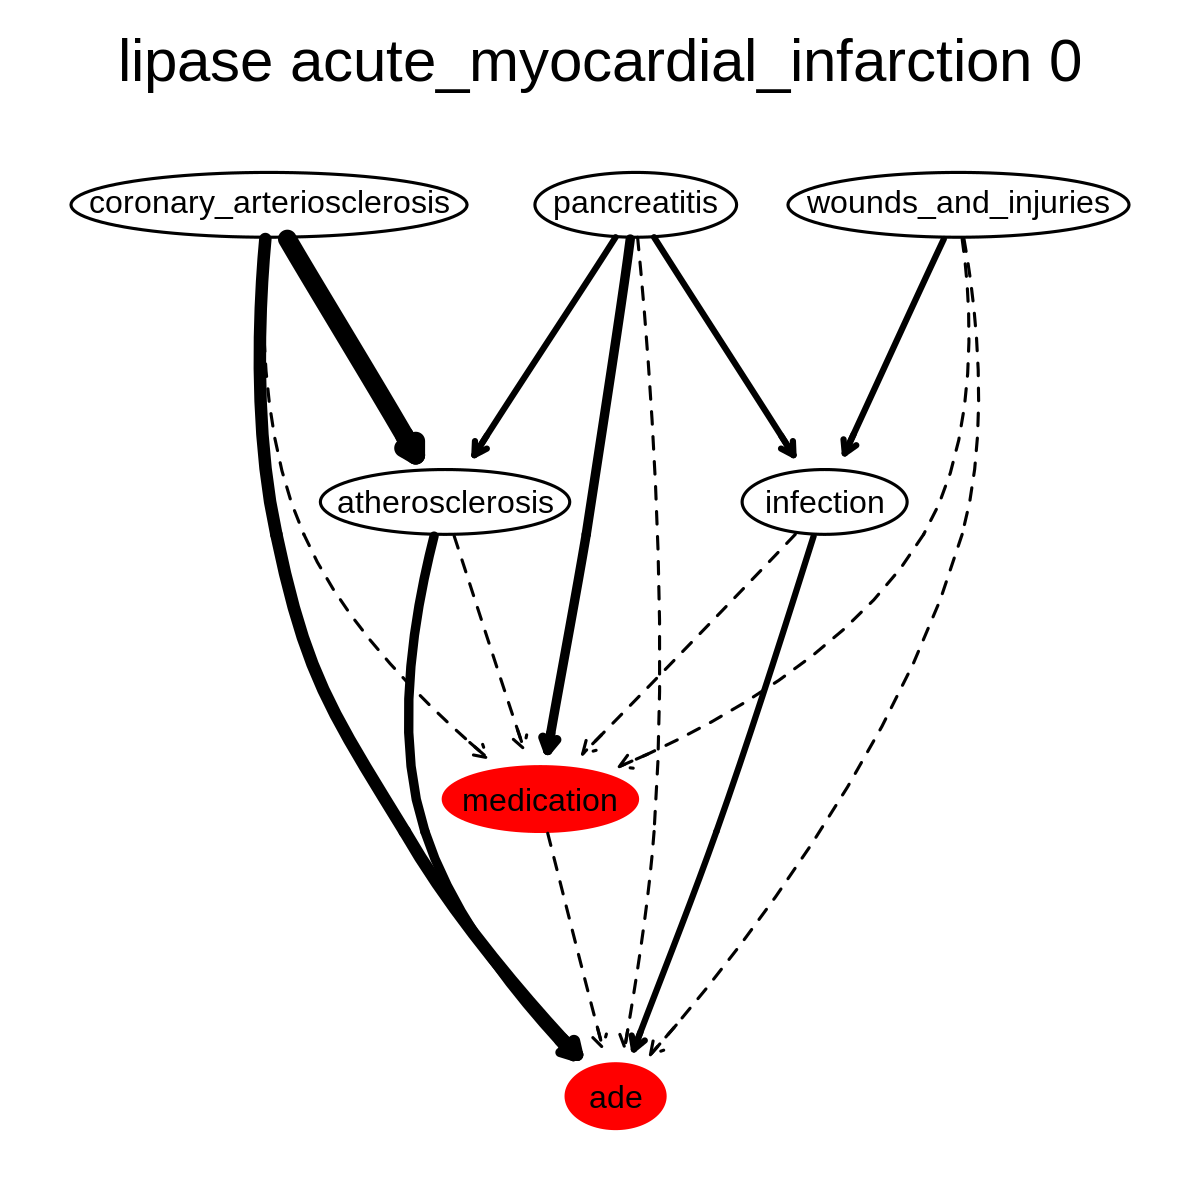 lipase acute_myocardial_infarction 0
coronary_arteriosclerosis pancreatitis wounds_and_injuries
atherosclerosis infection
medication
ade